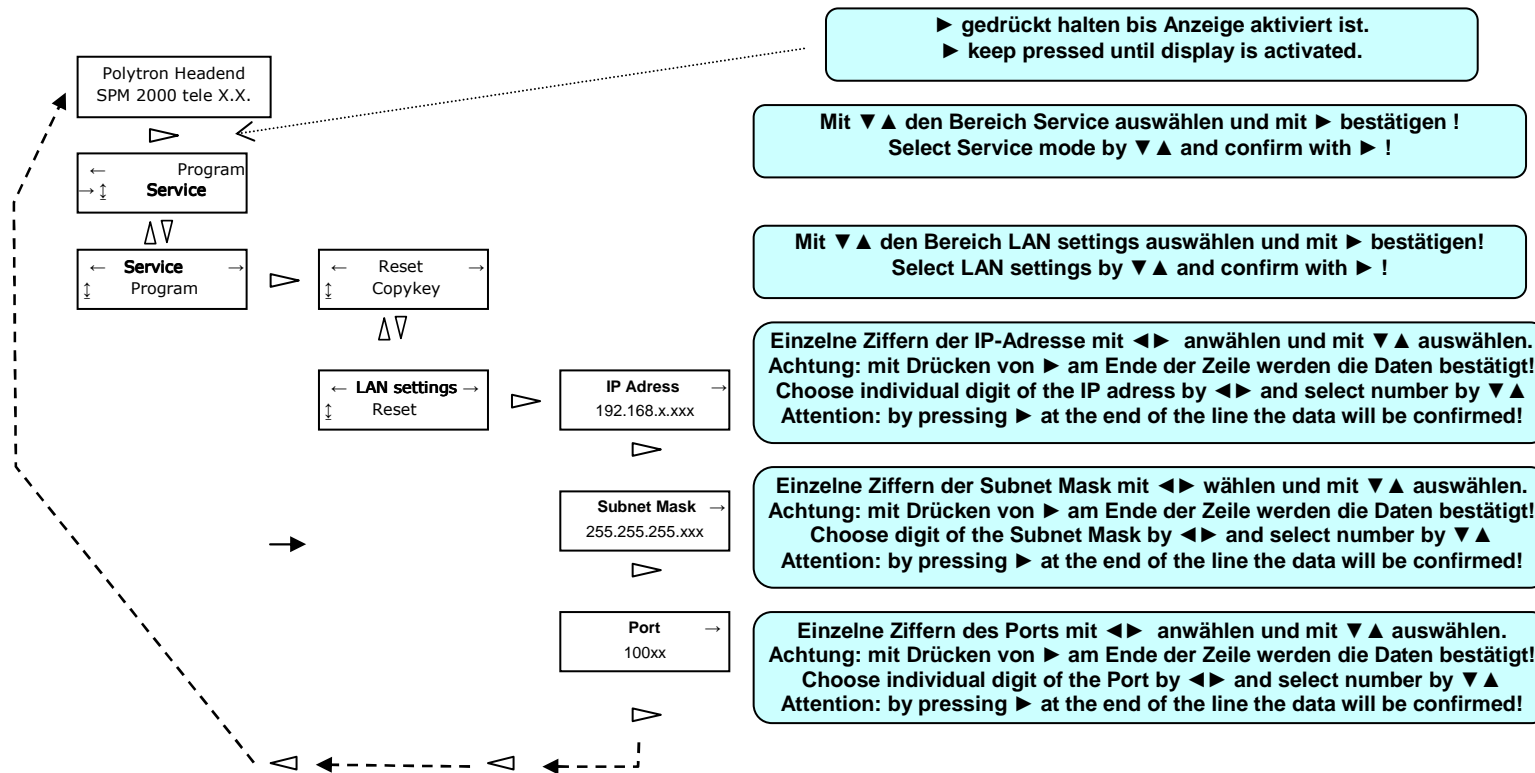 ► gedrückt halten bis Anzeige aktiviert ist.
► keep pressed until display is activated.
Polytron Headend
SPM 2000 tele X.X.
Mit ▼▲ den Bereich Service auswählen und mit ► bestätigen !
Select Service mode by ▼▲ and confirm with ► !
← Program
→ ↨ Service
Mit ▼▲ den Bereich LAN settings auswählen und mit ► bestätigen!
Select LAN settings by ▼▲ and confirm with ► !
← Service →
↨ Program
← Reset →
↨ Copykey
Einzelne Ziffern der IP-Adresse mit ◄► anwählen und mit ▼▲ auswählen.
Achtung: mit Drücken von ► am Ende der Zeile werden die Daten bestätigt!
Choose individual digit of the IP adress by ◄► and select number by ▼▲
Attention: by pressing ► at the end of the line the data will be confirmed!
← LAN settings →
↨ Reset
IP Adress →
192.168.x.xxx
Einzelne Ziffern der Subnet Mask mit ◄► wählen und mit ▼▲ auswählen.
Achtung: mit Drücken von ► am Ende der Zeile werden die Daten bestätigt!
Choose digit of the Subnet Mask by ◄► and select number by ▼▲
Attention: by pressing ► at the end of the line the data will be confirmed!
Subnet Mask →
255.255.255.xxx
Einzelne Ziffern des Ports mit ◄► anwählen und mit ▼▲ auswählen.
Achtung: mit Drücken von ► am Ende der Zeile werden die Daten bestätigt!
Choose individual digit of the Port by ◄► and select number by ▼▲
Attention: by pressing ► at the end of the line the data will be confirmed!
Port →
100xx